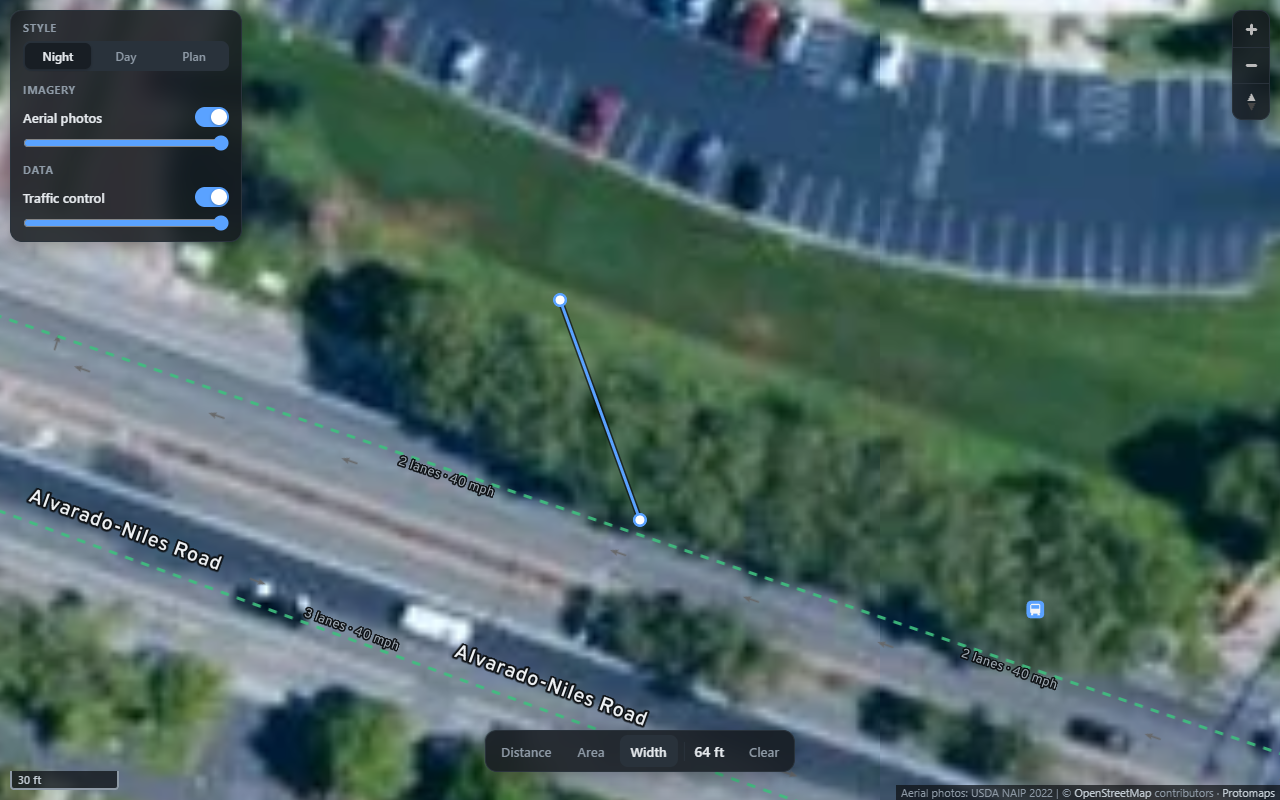 STYLE
Night Day Plan
IMAGERY
Aerial photos
DATA
Traffic control
2 lanes · 40 mph
Alvarado-Niles Road
3 lanes · 40 mph
Alvarado-Niles Road
2 lanes · 40 mph
Distance Area Width 64 ft Clear
30 ft
Aerial photos: USDA NAIP 2022 | © OpenStreetMap contributors · Protomaps